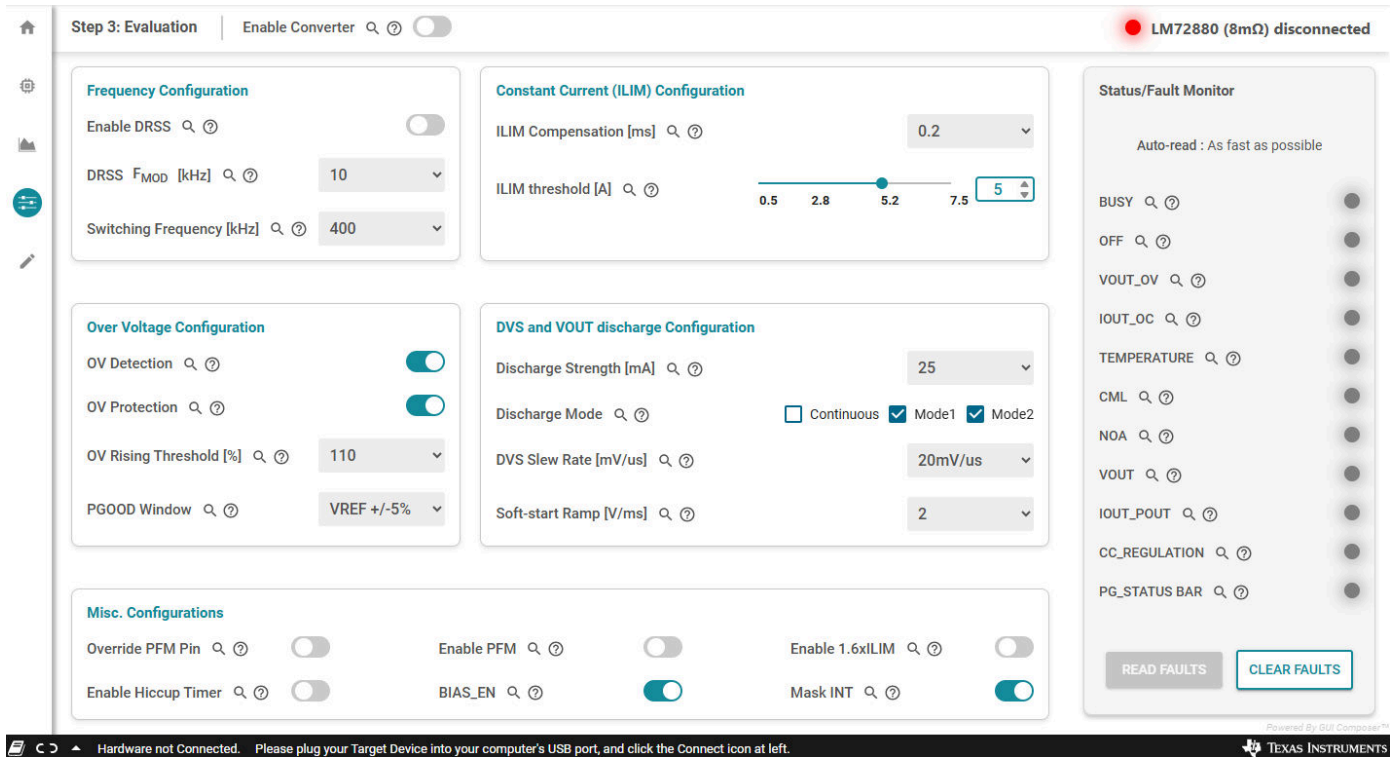 Step 3: Evaluation
Enable Converter
LM72880 (8mΩ) disconnected
Frequency Configuration
Enable DRSS
DRSS FMOD [kHz] 10
Switching Frequency [kHz] 400
Constant Current (ILIM) Configuration
ILIM Compensation [ms] 0.2
ILIM threshold [A] 5
0.5 2.8 5.2 7.5
Over Voltage Configuration
OV Detection
OV Protection
OV Rising Threshold [%] 110
PGOOD Window VREF +/-5%
DVS and VOUT discharge Configuration
Discharge Strength [mA] 25
Discharge Mode Continuous Mode1 Mode2
DVS Slew Rate [mV/us] 20mV/us
Soft-start Ramp [V/ms] 2
Misc. Configurations
Override PFM Pin Enable PFM Enable 1.6xILIM
Enable Hiccup Timer BIAS_EN Mask INT
Status/Fault Monitor
Auto-read : As fast as possible
BUSY
OFF
VOUT_OV
IOUT_OC
TEMPERATURE
CML
NOA
VOUT
IOUT_POUT
CC_REGULATION
PG_STATUS BAR
READ FAULTS CLEAR FAULTS
Powered By GUI Composer™
Hardware not Connected. Please plug your Target Device into your computer's USB port, and click the Connect icon at left.
TEXAS INSTRUMENTS